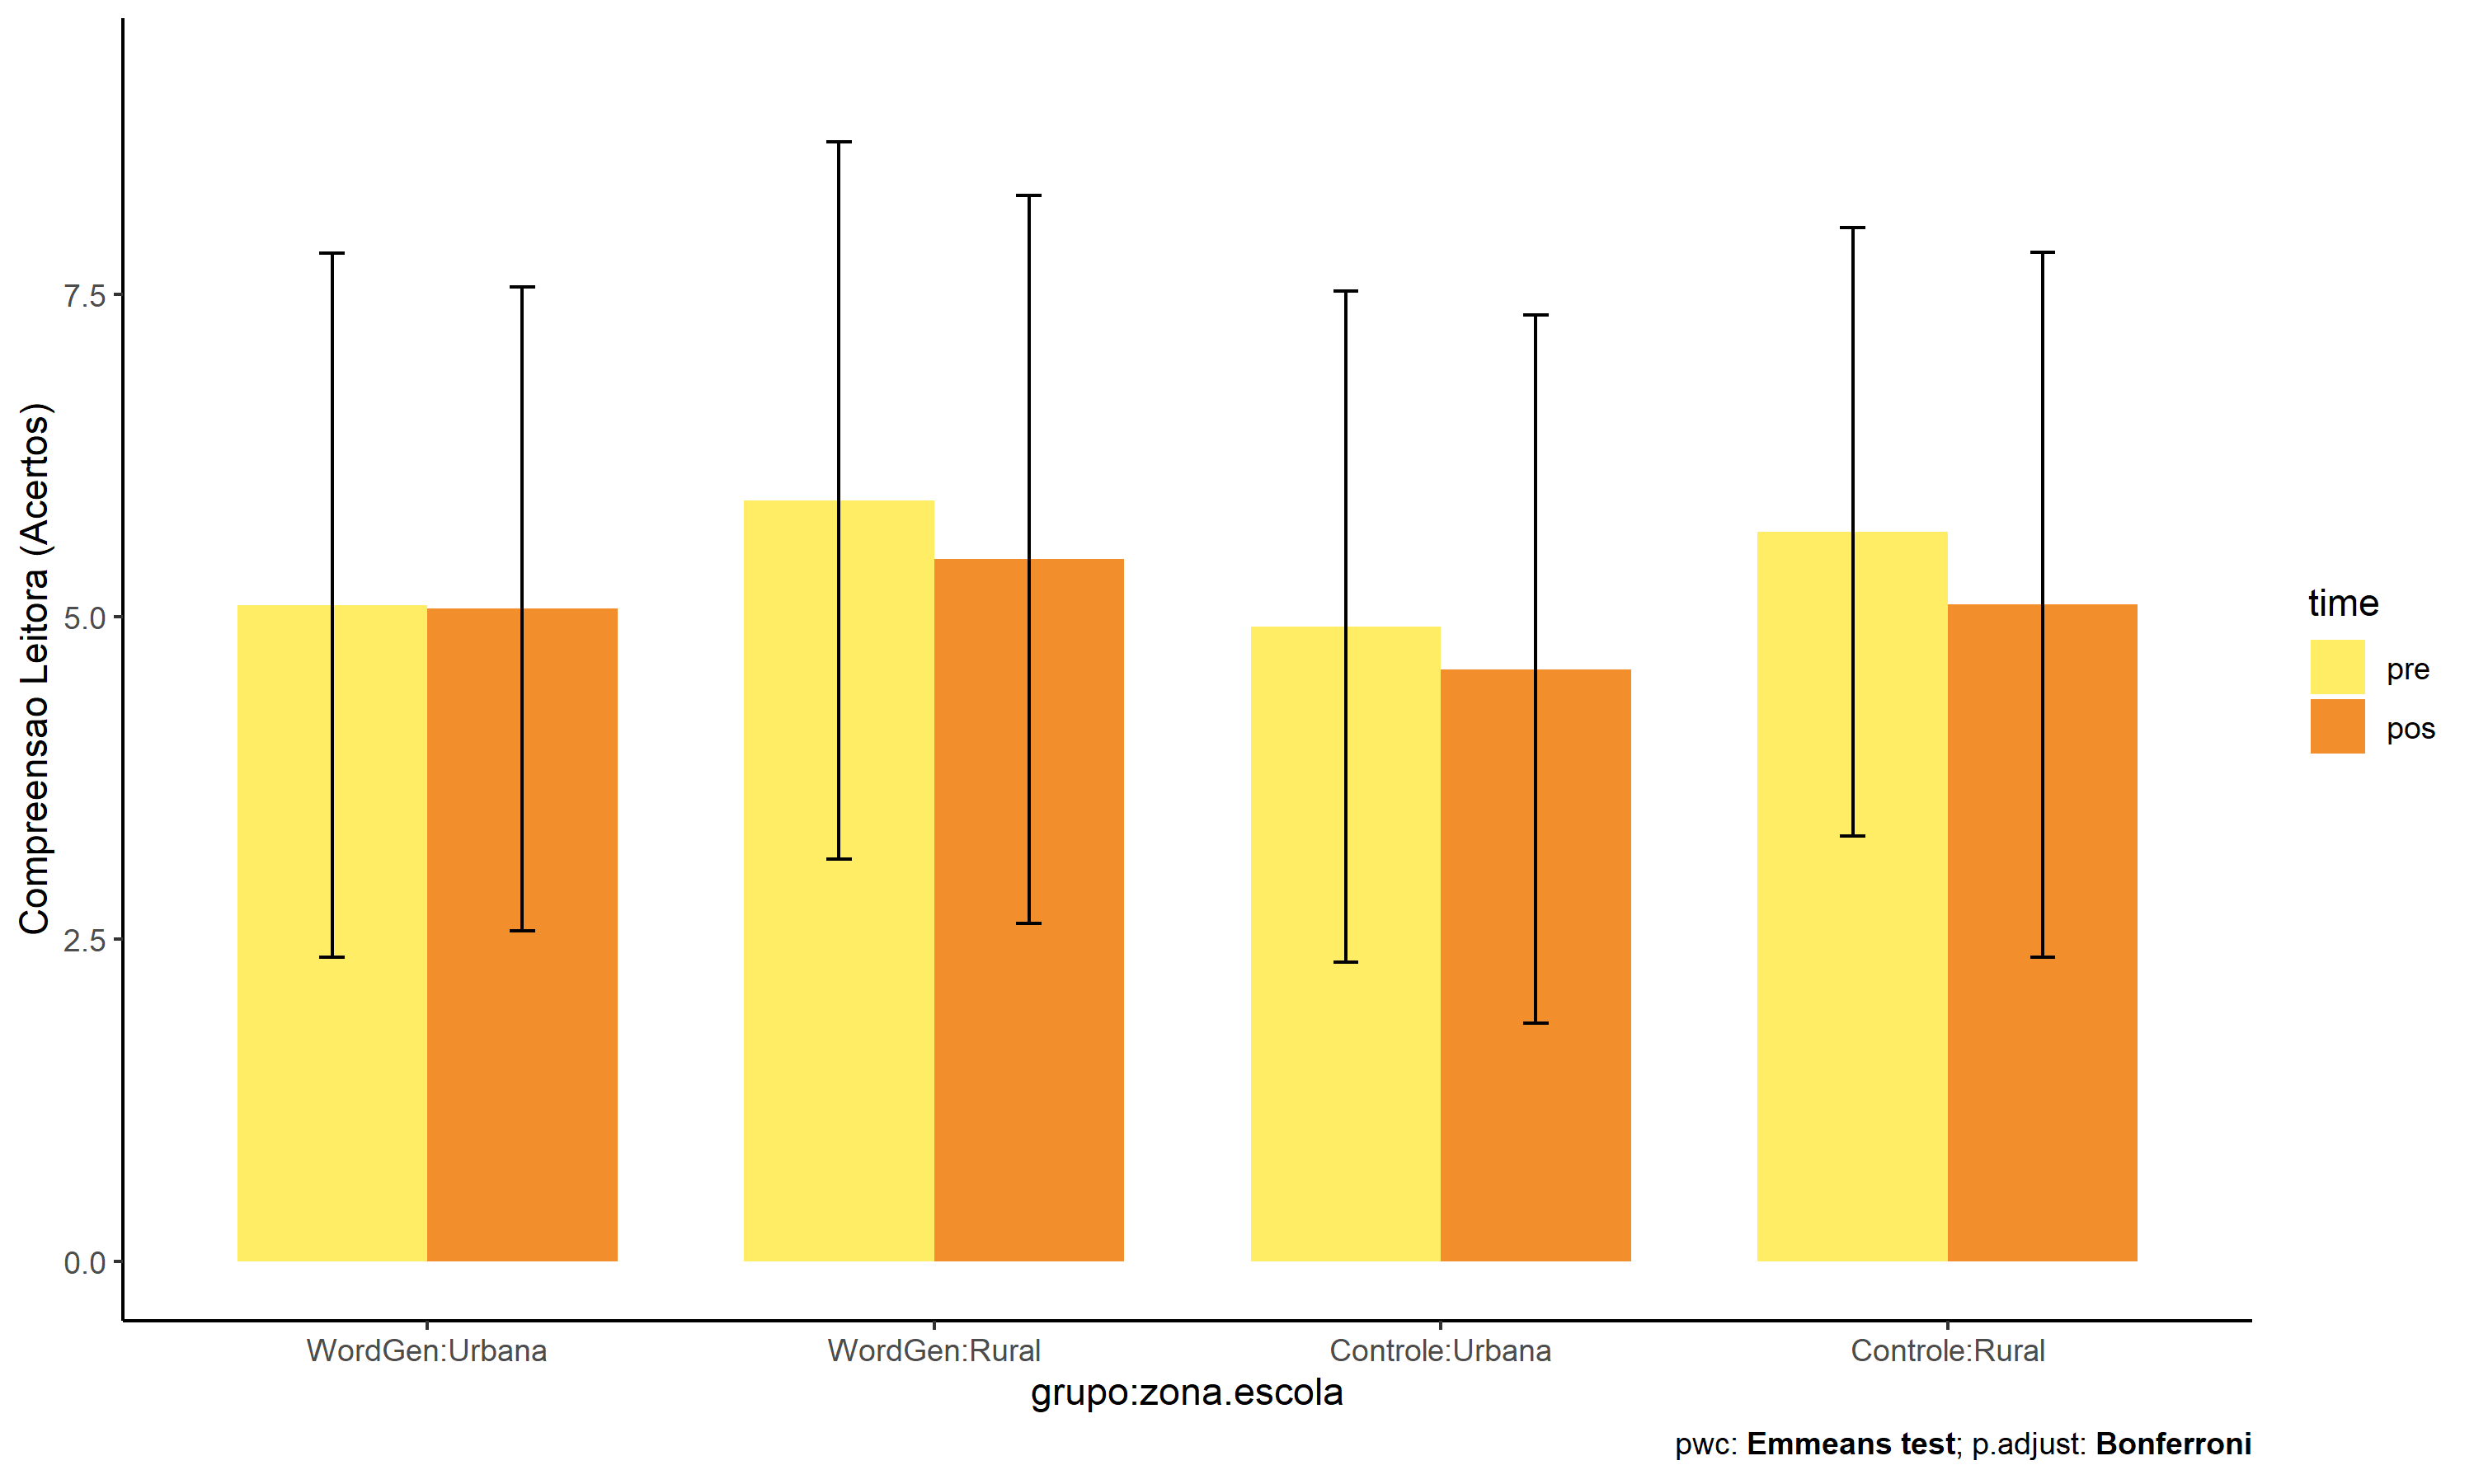 Compreensao Leitora (Acertos)
7.5
5.0
2.5
0.0
WordGen:Urbana
WordGen:Rural
Controle:Urbana
Controle:Rural
grupo:zona.escola
time
pre
pos
pwc: Emmeans test; p.adjust: Bonferroni